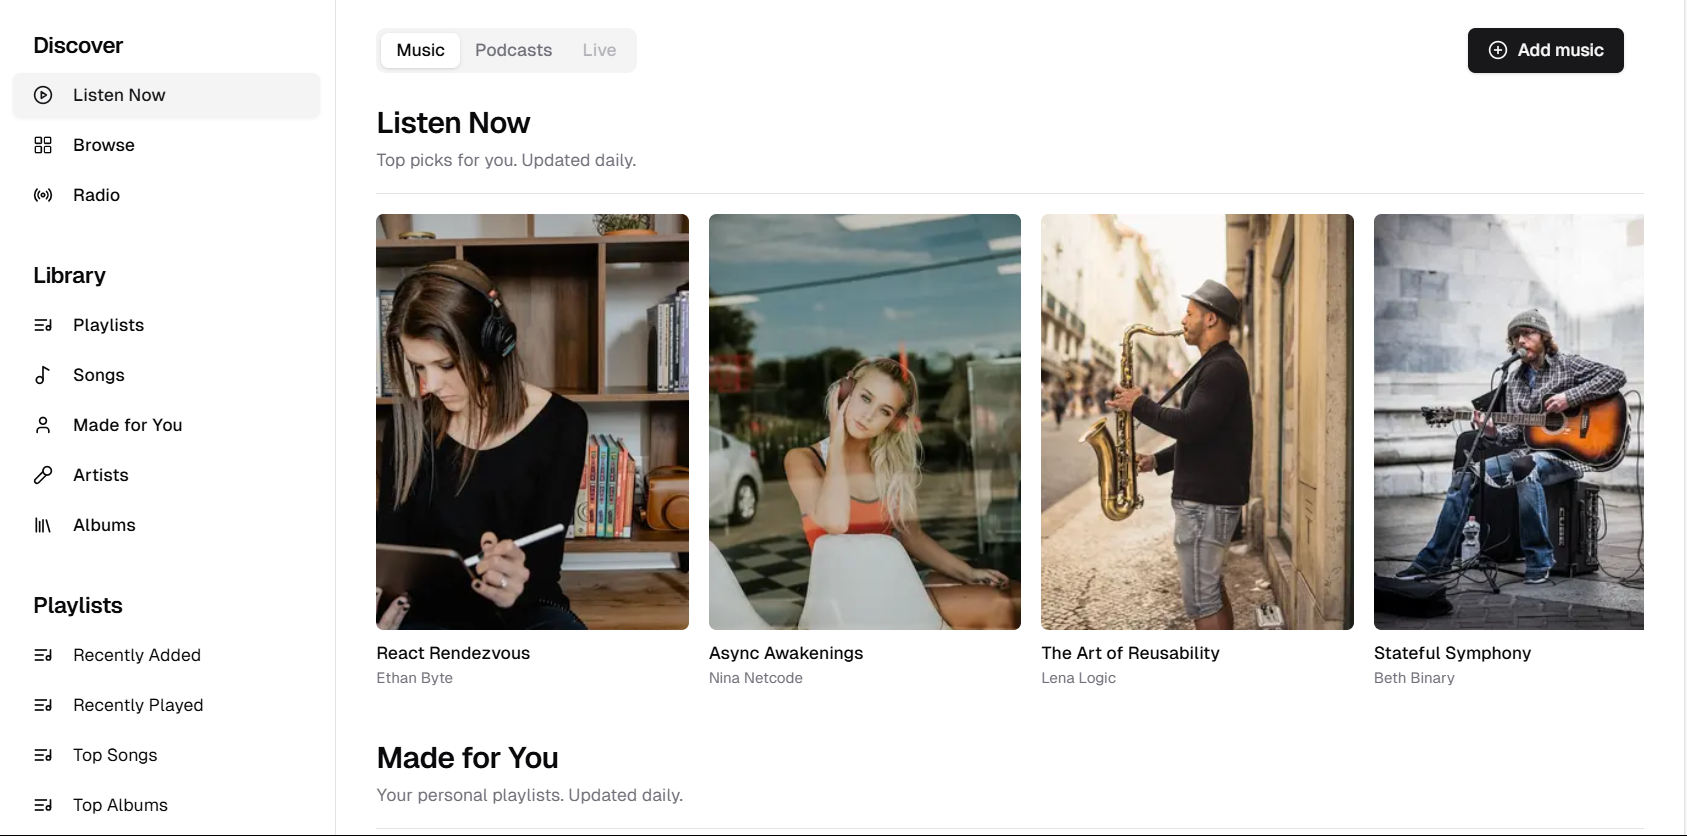 Discover
Listen Now
Browse
Radio
Library
Playlists
Songs
Made for You
Artists
Albums
Playlists
Recently Added
Recently Played
Top Songs
Top Albums
Music
Podcasts
Live
Add music
Listen Now
Top picks for you. Updated daily.
React Rendezvous
Ethan Byte
Async Awakenings
Nina Netcode
The Art of Reusability
Lena Logic
Stateful Symphony
Beth Binary
Made for You
Your personal playlists. Updated daily.